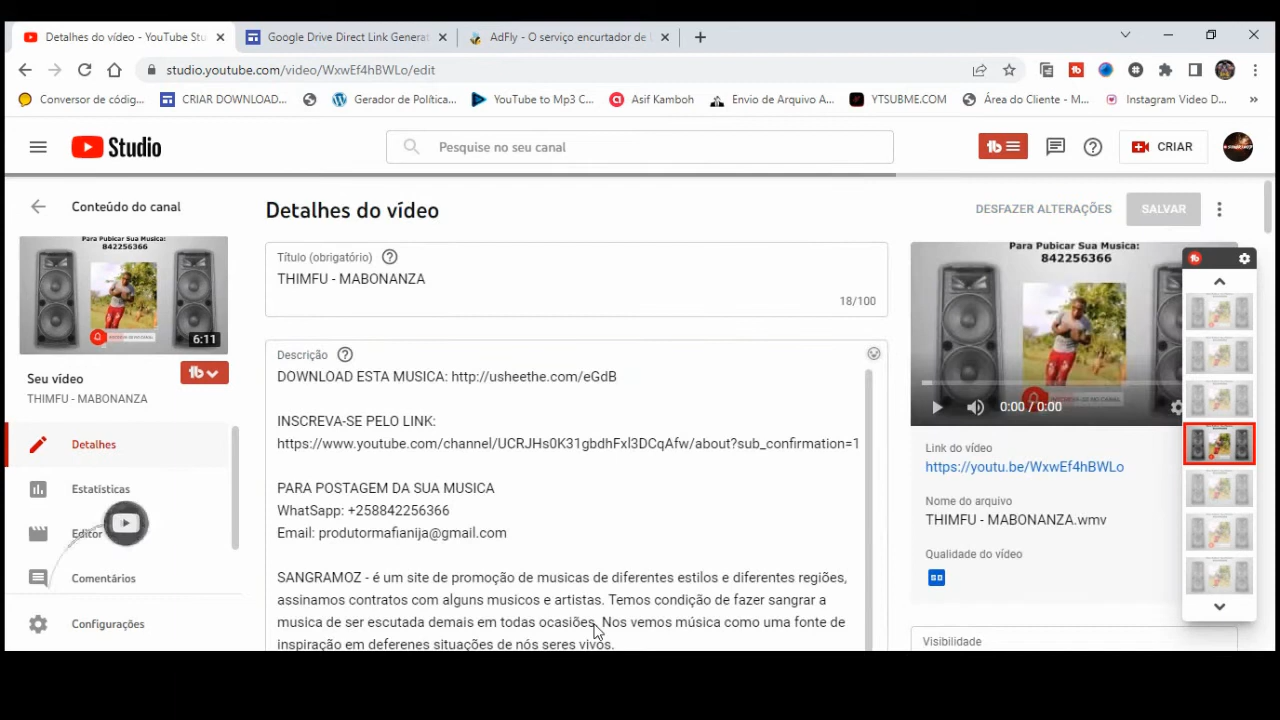 Detalhes do vídeo - YouTube Stu
Google Drive Direct Link Generat
AdFly - O serviço encurtador de
studio.youtube.com/video/WxwEf4hBWLo/edit
Conversor de códig...
CRIAR DOWNLOAD...
Gerador de Política...
YouTube to Mp3 C...
Asif Kamboh
Envio de Arquivo A...
YTSUBME.COM
Área do Cliente - M...
Instagram Video D...
Studio
Pesquise no seu canal
CRIAR
Conteúdo do canal
Detalhes do vídeo
DESFAZER ALTERAÇÕES
SALVAR
Para Pubicar Sua Musica:
842256366
6:11
Seu vídeo
THIMFU - MABONANZA
Detalhes
Estatísticas
Editor
Comentários
Configurações
Título (obrigatório)
THIMFU - MABONANZA
18/100
Descrição
DOWNLOAD ESTA MUSICA: http://usheethe.com/eGdB
INSCREVA-SE PELO LINK:
https://www.youtube.com/channel/UCRJHs0K31gbdhFxl3DCqAfw/about?sub_confirmation=1
PARA POSTAGEM DA SUA MUSICA
WhatSapp: +258842256366
Email: produtormafianija@gmail.com
SANGRAMOZ - é um site de promoção de musicas de diferentes estilos e diferentes regiões,
assinamos contratos com alguns musicos e artistas. Temos condição de fazer sangrar a
musica de ser escutada demais em todas ocasiões. Nos vemos música como uma fonte de
inspiração em deferenes situações de nós seres vivos.
Para Pubicar Sua Musica:
842256366
0:00 / 0:00
Link do vídeo
https://youtu.be/WxwEf4hBWLo
Nome do arquivo
THIMFU - MABONANZA.wmv
Qualidade do vídeo
Visibilidade